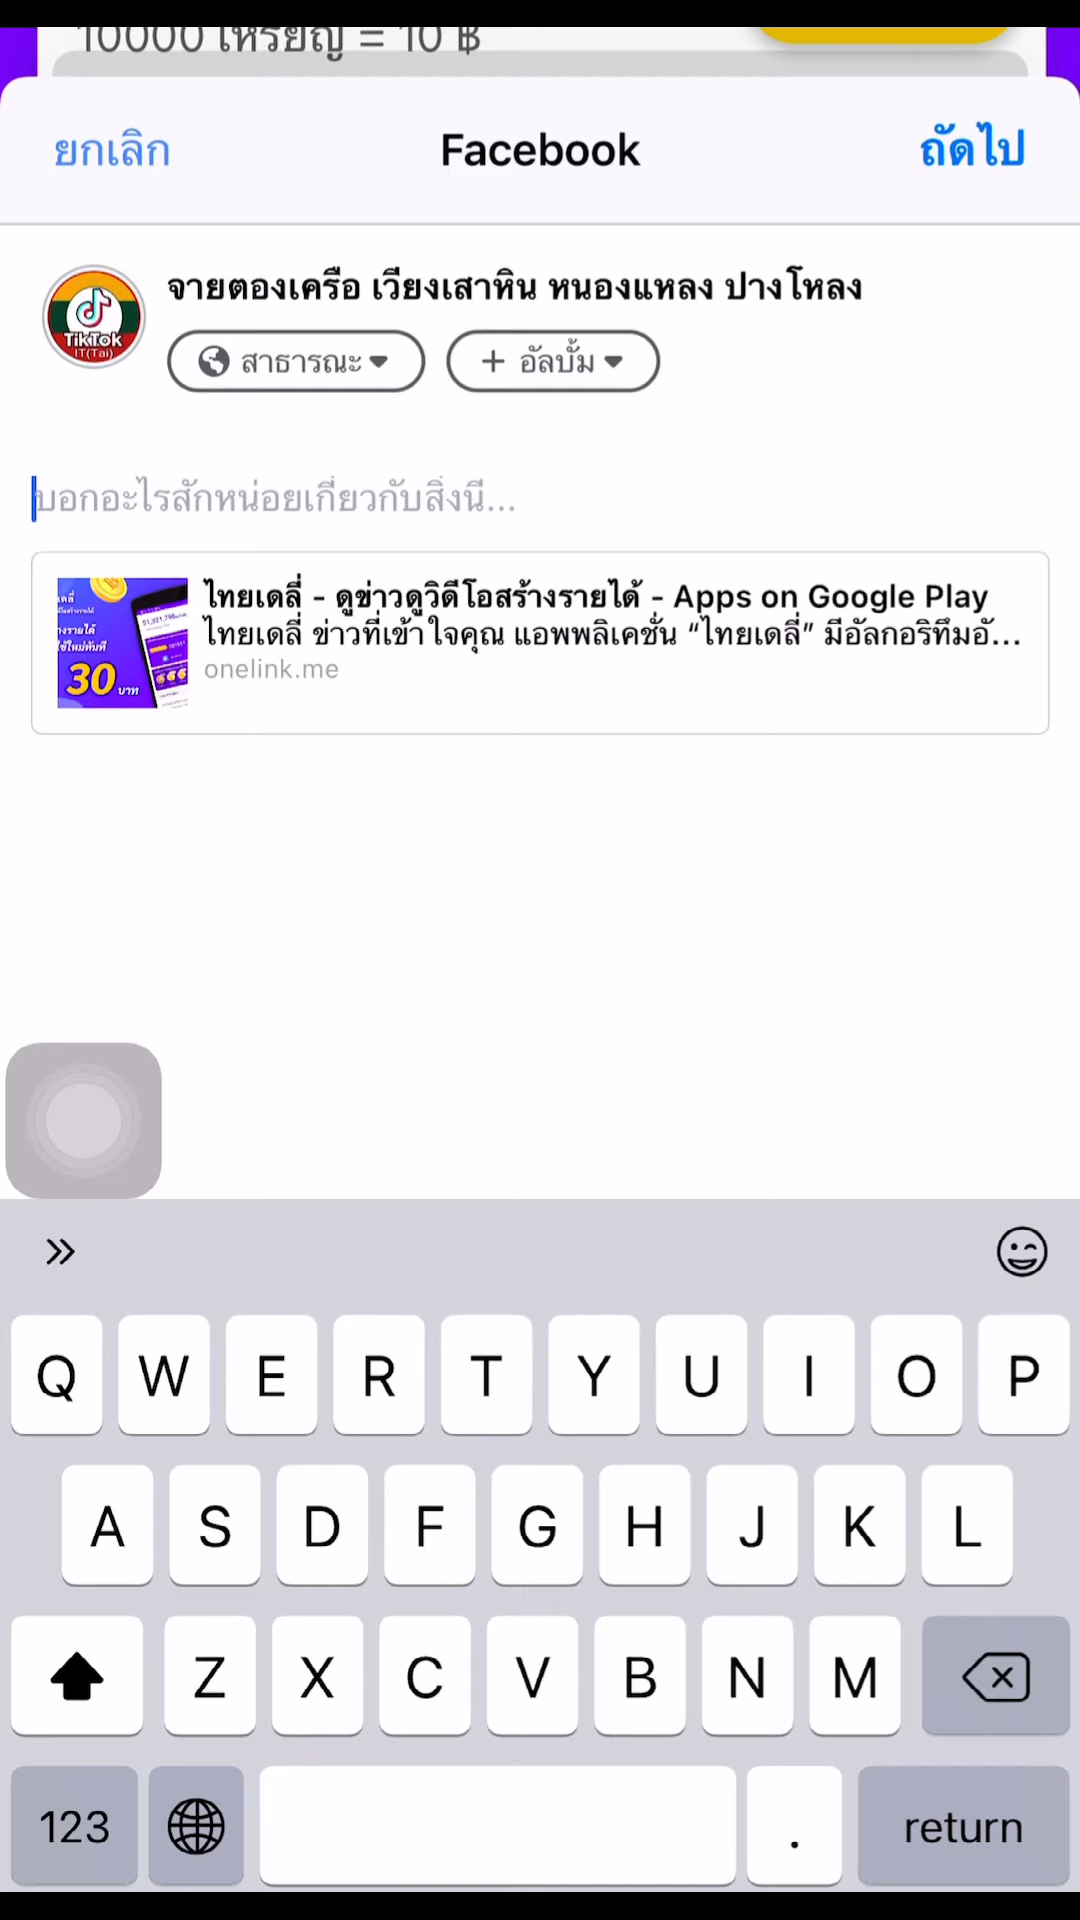 10000 เหรียญ = 10 ฿
ยกเลิก
Facebook
ถัดไป
จายตองเครือ เวียงเสาหิน หนองแหลง ปางโหลง
TikTok
IT(Tai)
สาธารณะ
+ อัลบั้ม
บอกอะไรสักหน่อยเกี่ยวกับสิ่งนี้...
ไทยเดลี่ - ดูข่าวดูวิดีโอสร้างรายได้ - Apps on Google Play
ไทยเดลี่ ข่าวที่เข้าใจคุณ แอพพลิเคชั่น “ไทยเดลี่” มีอัลกอริทึมอั...
onelink.me
30 บาท
Q W E R T Y U I O P
A S D F G H J K L
Z X C V B N M
123
.
return